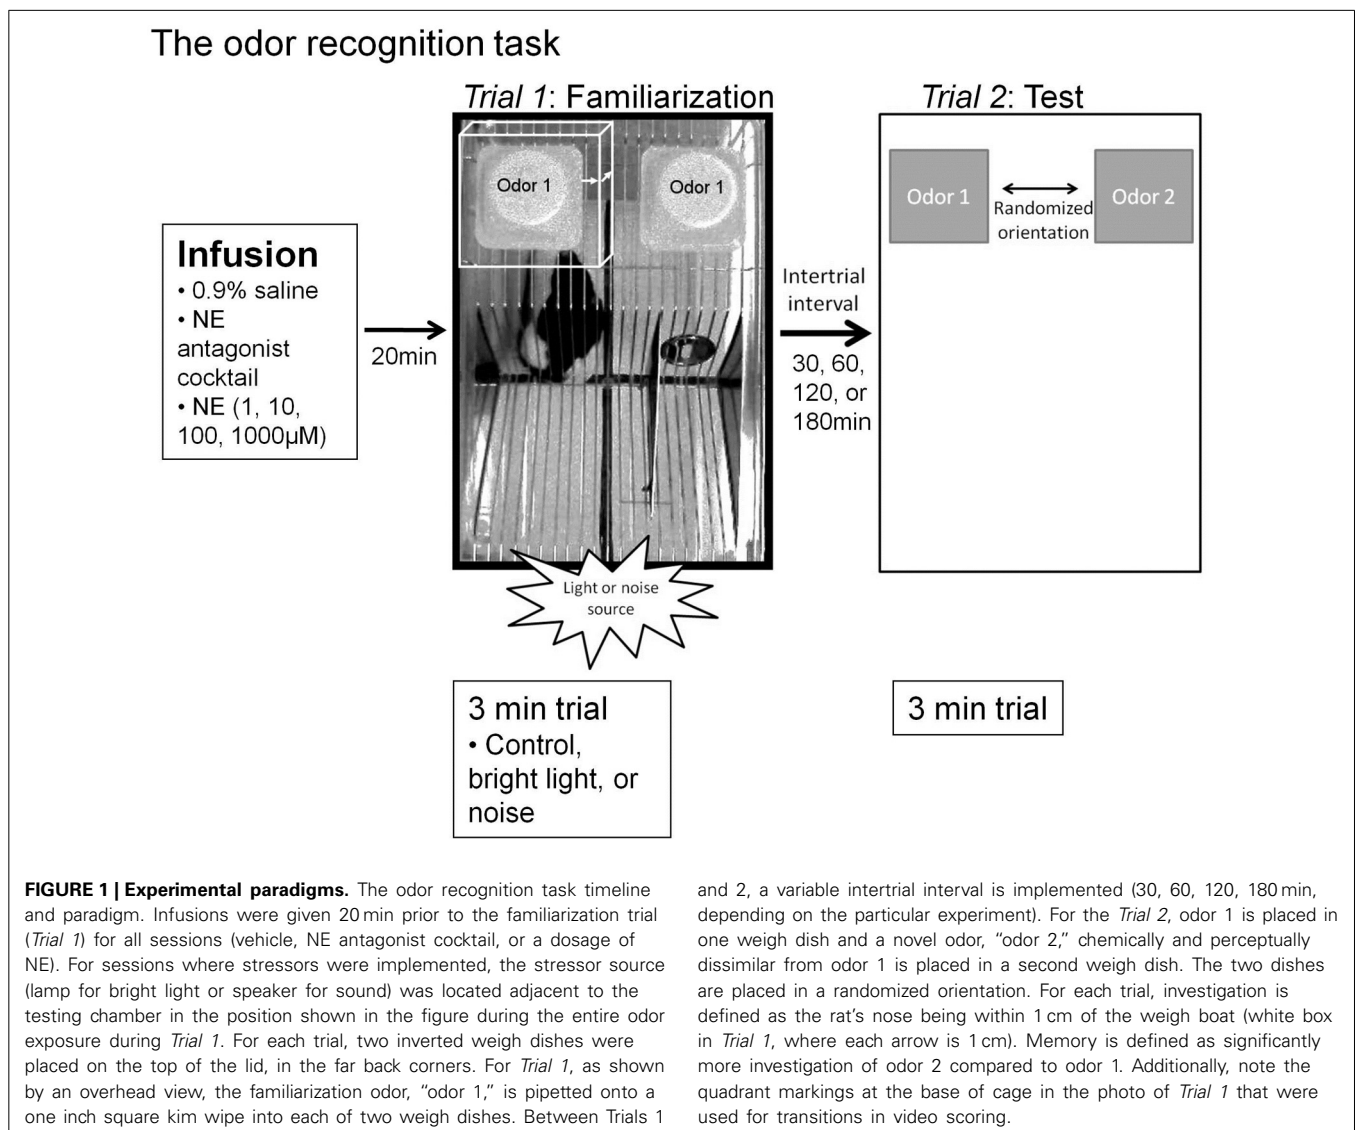 The odor recognition task
Trial 1: Familiarization
Trial 2: Test
Odor 1
Odor 1
Odor 1
Odor 2
Randomized
orientation
Infusion
• 0.9% saline
• NE
antagonist
cocktail
• NE (1, 10,
100, 1000µM)
20min
Intertrial
interval
30, 60,
120, or
180min
Light or noise
source
3 min trial
• Control,
bright light, or
noise
3 min trial
FIGURE 1 | Experimental paradigms. The odor recognition task timeline
and paradigm. Infusions were given 20 min prior to the familiarization trial
(Trial 1) for all sessions (vehicle, NE antagonist cocktail, or a dosage of
NE). For sessions where stressors were implemented, the stressor source
(lamp for bright light or speaker for sound) was located adjacent to the
testing chamber in the position shown in the figure during the entire odor
exposure during Trial 1. For each trial, two inverted weigh dishes were
placed on the top of the lid, in the far back corners. For Trial 1, as shown
by an overhead view, the familiarization odor, “odor 1,” is pipetted onto a
one inch square kim wipe into each of two weigh dishes. Between Trials 1
and 2, a variable intertrial interval is implemented (30, 60, 120, 180 min,
depending on the particular experiment). For the Trial 2, odor 1 is placed in
one weigh dish and a novel odor, “odor 2,” chemically and perceptually
dissimilar from odor 1 is placed in a second weigh dish. The two dishes
are placed in a randomized orientation. For each trial, investigation is
defined as the rat’s nose being within 1 cm of the weigh boat (white box
in Trial 1, where each arrow is 1 cm). Memory is defined as significantly
more investigation of odor 2 compared to odor 1. Additionally, note the
quadrant markings at the base of cage in the photo of Trial 1 that were
used for transitions in video scoring.